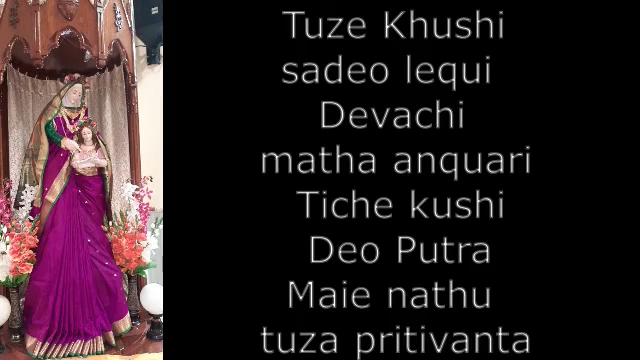 Tuze Khushi
sadeo lequi
Devachi
matha anquari
Tiche kushi
Deo Putra
Maie nathu
tuza pritivanta